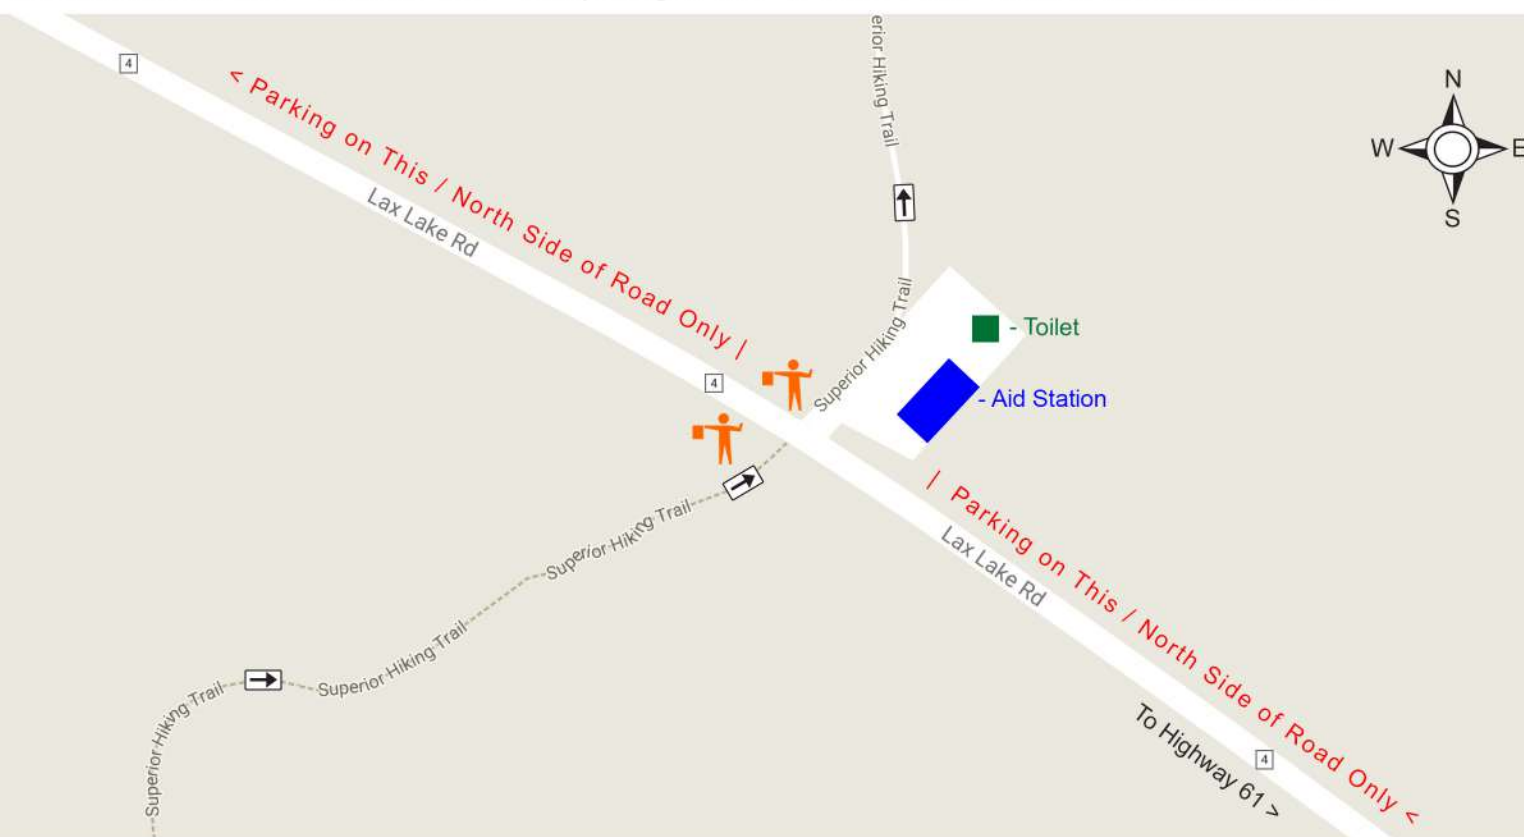 erior Hiking Trail
4
< Parking on This / North Side of Road Only |
N
W
E
S
Lax Lake Rd
Superior Hiking Trail
- Toilet
4
- Aid Station
| Parking on This / North Side of Road Only <
Superior Hiking Trail
Lax Lake Rd
Superior Hiking Trail
Superior Hiking Trail
To Highway 61 >
4